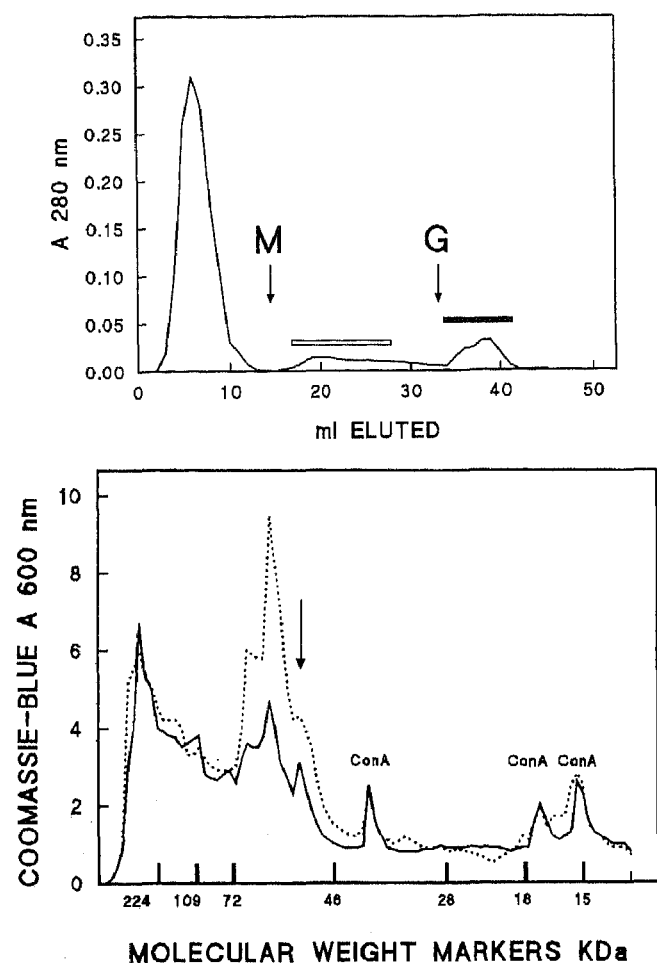 0.35
0.30
0.25
0.20
0.15
0.10
0.05
0.00
A 280 nm
M
G
0 10 20 30 40 50
ml ELUTED
10
8
6
4
2
0
COOMASSIE-BLUE A 600 nm
ConA
ConA ConA
224 109 72 46 28 18 15
MOLECULAR WEIGHT MARKERS KDa